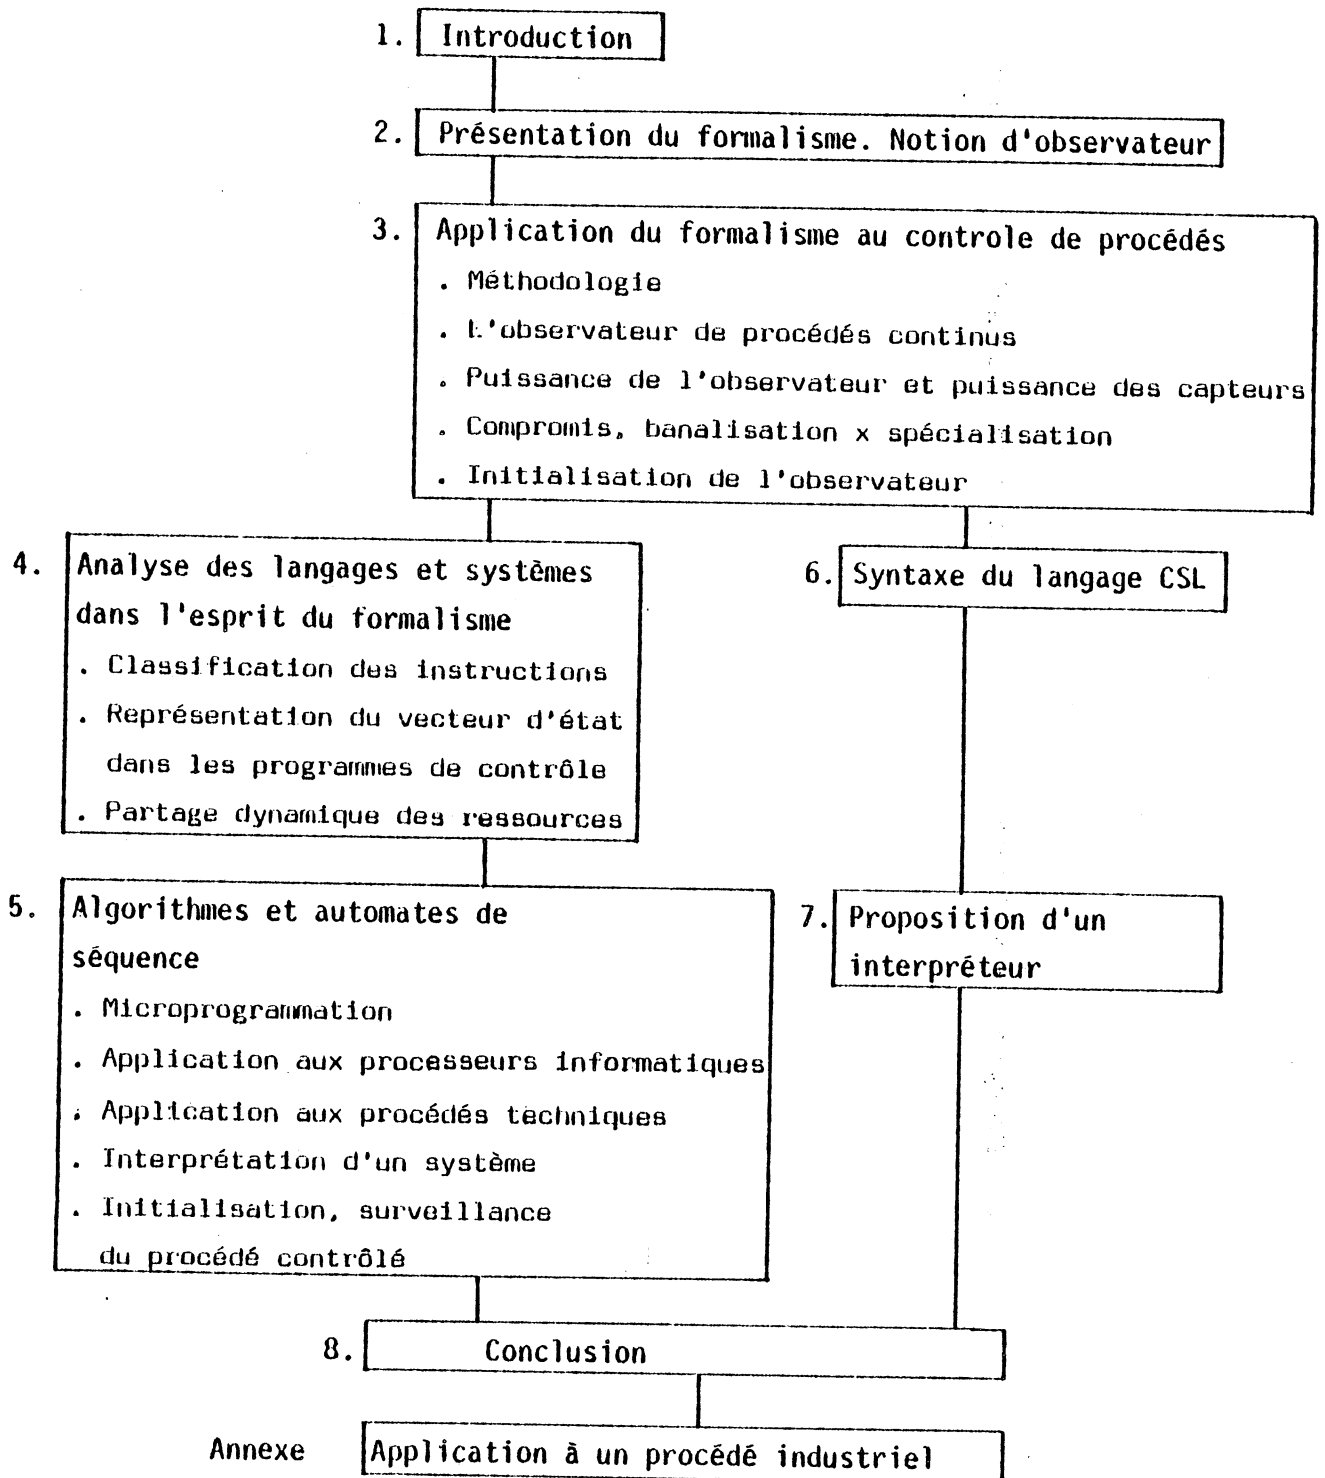 1. Introduction
2. Présentation du formalisme. Notion d'observateur
3. Application du formalisme au controle de procédés
. Méthodologie
. L'observateur de procédés continus
. Puissance de l'observateur et puissance des capteurs
. Compromis, banalisation x spécialisation
. Initialisation de l'observateur
4. Analyse des langages et systèmes
dans l'esprit du formalisme
. Classification des instructions
. Représentation du vecteur d'état
dans les programmes de contrôle
. Partage dynamique des ressources
5. Algorithmes et automates de
séquence
. Microprogrammation
. Application aux processeurs informatiques
. Application aux procédés techniques
. Interprétation d'un système
. Initialisation, surveillance
du procédé contrôlé
6. Syntaxe du langage CSL
7. Proposition d'un
interpréteur
8. Conclusion
Annexe Application à un procédé industriel